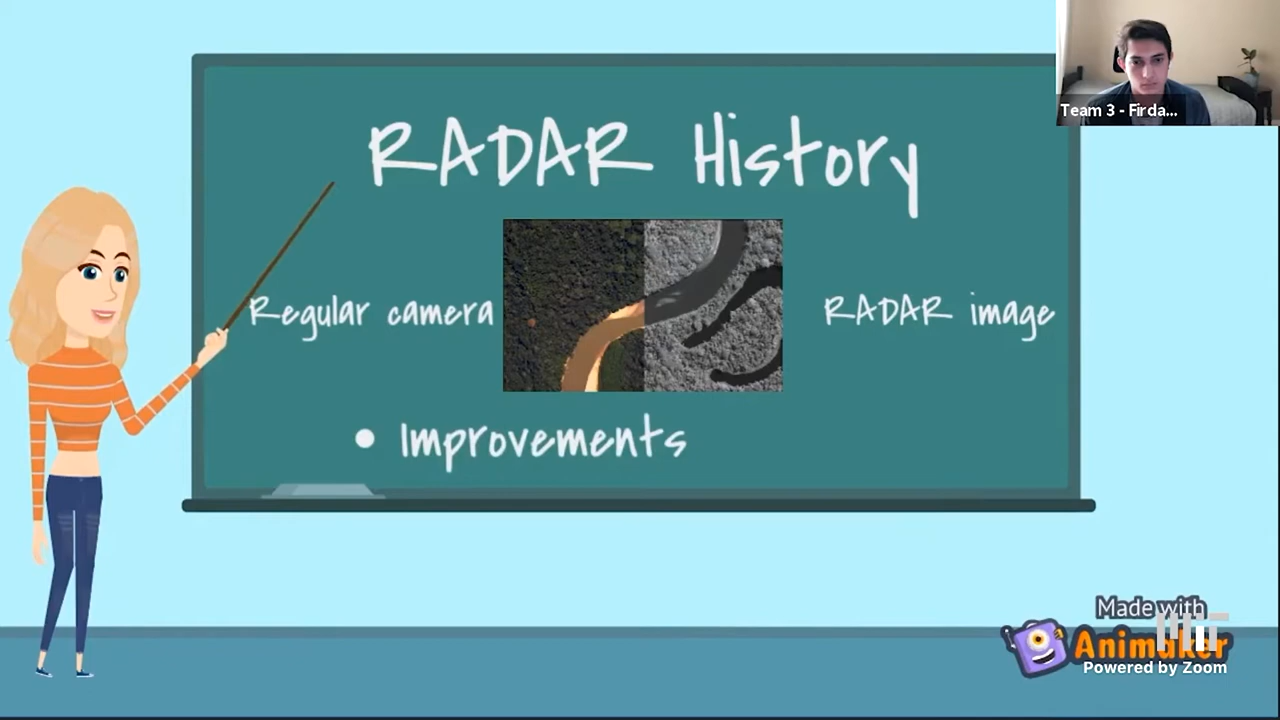 RADAR History
Team 3 - Firda...
Regular camera
RADAR image
• Improvements
Made with
Animaker
Powered by Zoom